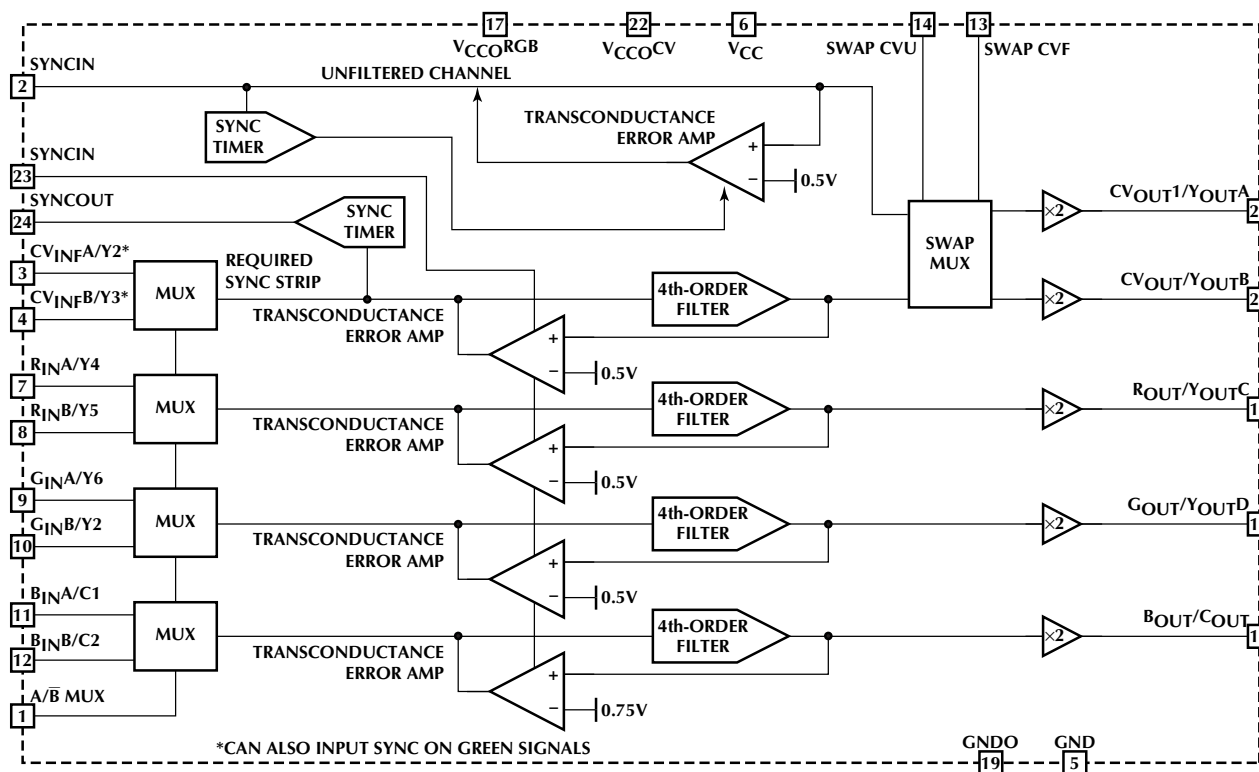 17 22 6 14 13
VCCORGB VCCOCV VCC SWAP CVU SWAP CVF
SYNCIN
2
UNFILTERED CHANNEL
SYNC TIMER
TRANSCONDUCTANCE
ERROR AMP
+
−
0.5V
SYNCIN
23
SYNCOUT
24
SYNC
TIMER
SWAP
MUX
×2
CVOUT1/YOUTA
2
CVINFA/Y2*
3
CVINFB/Y3*
4
MUX
REQUIRED
SYNC STRIP
TRANSCONDUCTANCE
ERROR AMP
+
−
0.5V
4th-ORDER
FILTER
×2
CVOUT/YOUTB
2
RINA/Y4
7
RINB/Y5
8
MUX
TRANSCONDUCTANCE
ERROR AMP
+
−
0.5V
4th-ORDER
FILTER
×2
ROUT/YOUTC
1
GINA/Y6
9
GINB/Y2
10
MUX
TRANSCONDUCTANCE
ERROR AMP
+
−
0.5V
4th-ORDER
FILTER
×2
GOUT/YOUTD
1
BINA/C1
11
BINB/C2
12
MUX
TRANSCONDUCTANCE
ERROR AMP
+
−
0.75V
4th-ORDER
FILTER
×2
BOUT/COUT
1
A/B̅ MUX
1
*CAN ALSO INPUT SYNC ON GREEN SIGNALS
GNDO GND
19 5